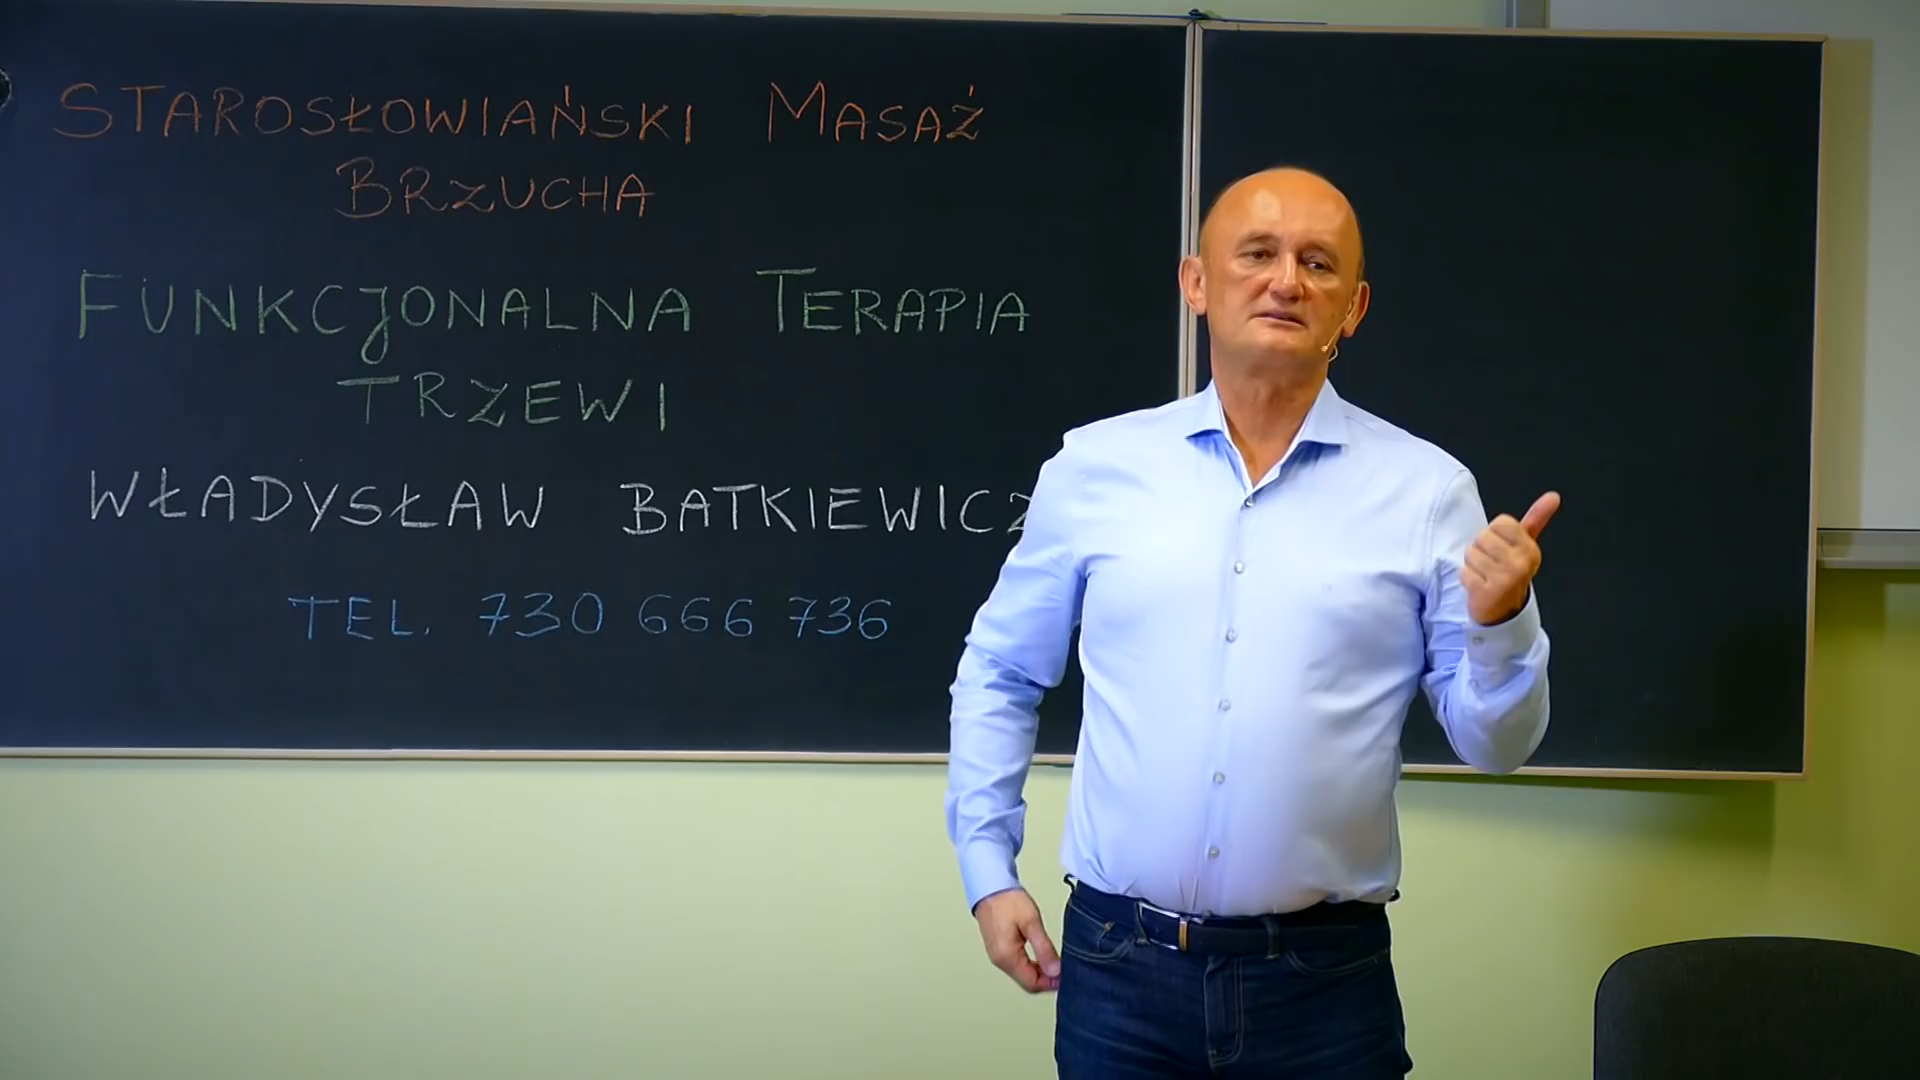 STAROSŁOWIAŃSKI MASAŻ
BRZUCHA
FUNKCJONALNA TERAPIA
TRZEWI
WŁADYSŁAW BATKIEWICZ
TEL. 730 666 736